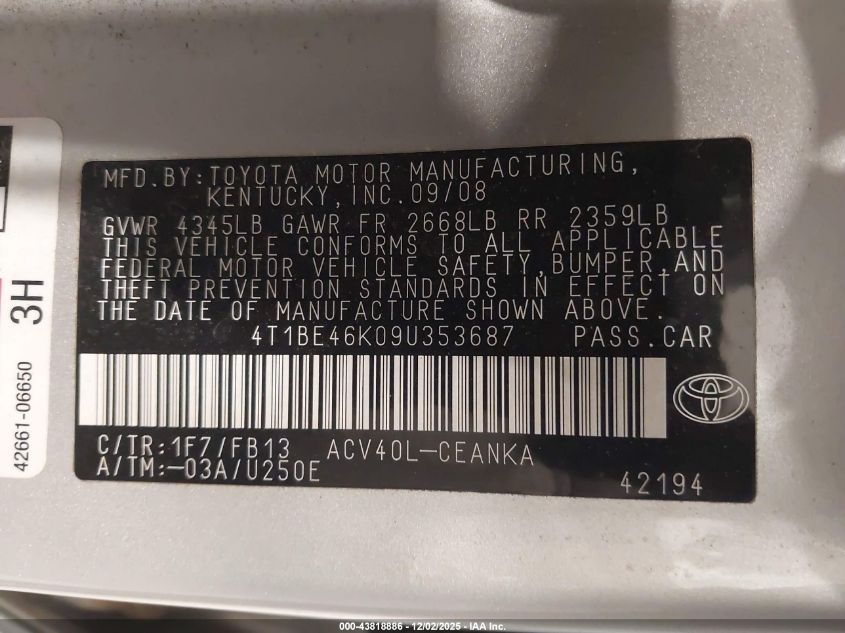 MFD.BY:TOYOTA MOTOR MANUFACTURING,
KENTUCKY,INC.09/08
GVWR 4345LB GAWR FR 2668LB RR 2359LB
THIS VEHICLE CONFORMS TO ALL APPLICABLE
FEDERAL MOTOR VEHICLE SAFETY,BUMPER,AND
THEFT PREVENTION STANDARDS IN EFFECT ON
THE DATE OF MANUFACTURE SHOWN ABOVE.
4T1BE46K09U353687 PASS.CAR
C/TR:1F7/FB13 ACV40L-CEANKA
A/TM:-03A/U250E
42194
3H
42661-06650
000-43818886 - 12/02/2025 - IAA Inc.